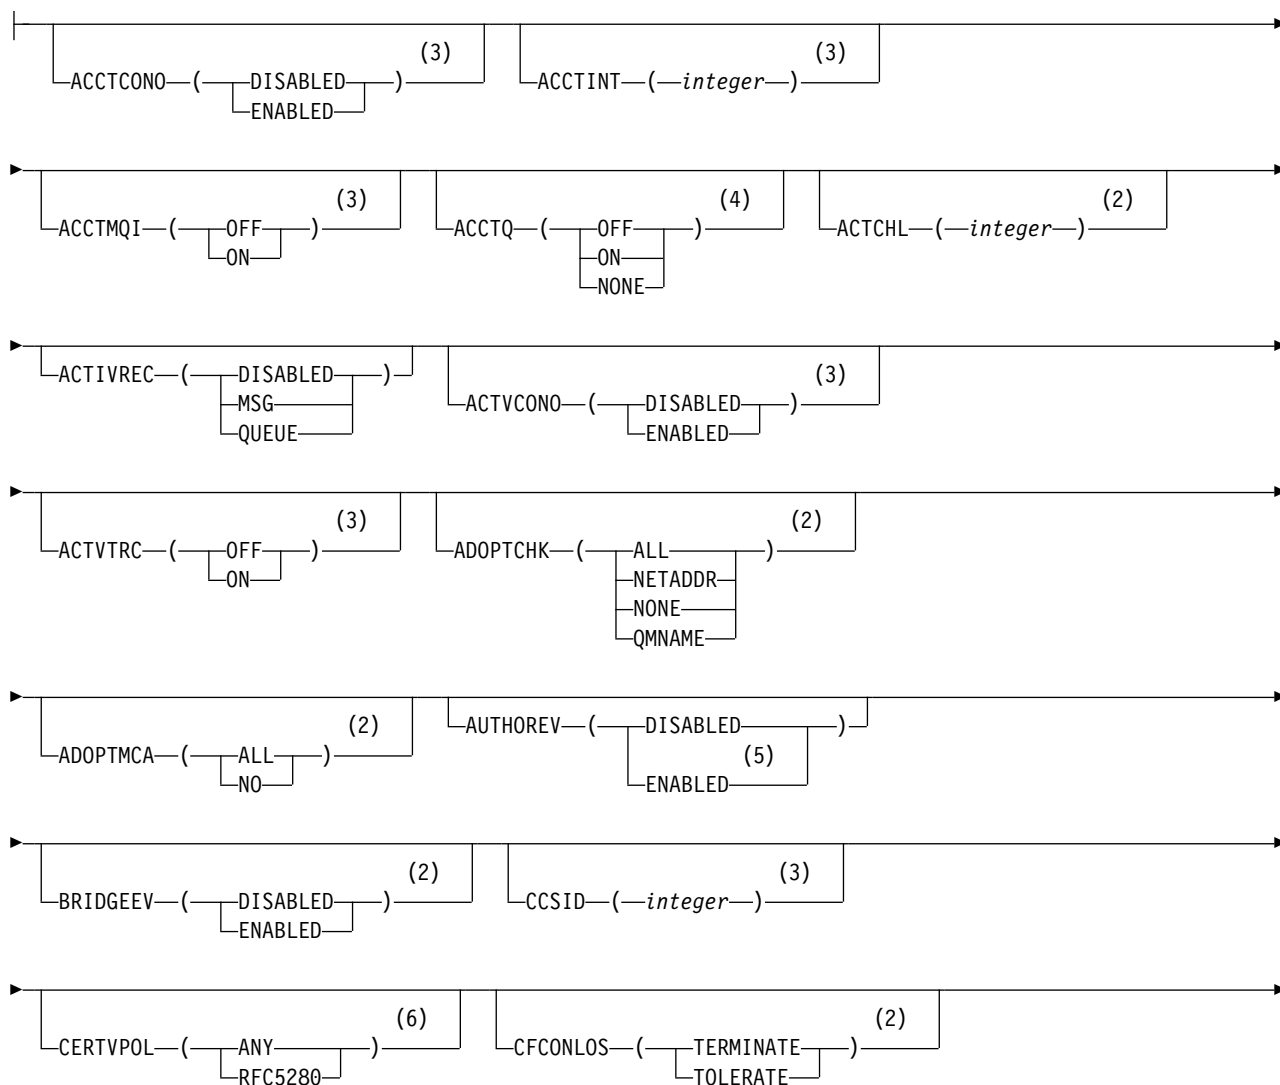 (3) (3)
ACCTCONO ( DISABLED ) ACCTINT ( integer )
ENABLED
(3) (4) (2)
ACCTMQI ( OFF ) ACCTQ ( OFF ) ACTCHL ( integer )
ON ON
NONE
ACTIVREC ( DISABLED ) (3)
MSG ACTVCONO ( DISABLED )
QUEUE ENABLED
(3) (2)
ACTVTRC ( OFF ) ADOPTCHK ( ALL )
ON NETADDR
NONE
QMNAME
(2) AUTHOREV ( DISABLED )
ADOPTMCA ( ALL ) (5)
NO ENABLED
(2) (3)
BRIDGEEV ( DISABLED ) CCSID ( integer )
ENABLED
(6) (2)
CERTVPOL ( ANY ) CFCONLOS ( TERMINATE )
RFC5280 TOLERATE